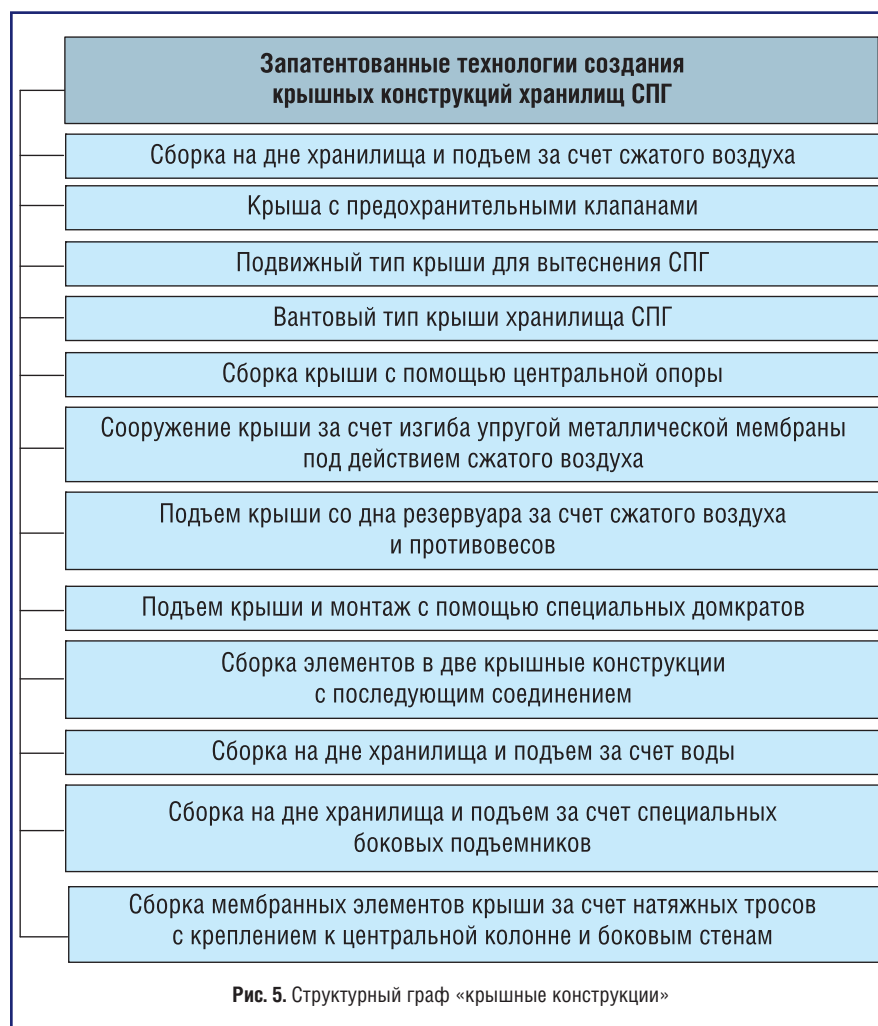 Запатентованные технологии создания
крышных конструкций хранилищ СПГ
Сборка на дне хранилища и подъем за счет сжатого воздуха
Крыша с предохранительными клапанами
Подвижный тип крыши для вытеснения СПГ
Вантовый тип крыши хранилища СПГ
Сборка крыши с помощью центральной опоры
Сооружение крыши за счет изгиба упругой металлической мембраны
под действием сжатого воздуха
Подъем крыши со дна резервуара за счет сжатого воздуха
и противовесов
Подъем крыши и монтаж с помощью специальных домкратов
Сборка элементов в две крышные конструкции
с последующим соединением
Сборка на дне хранилища и подъем за счет воды
Сборка на дне хранилища и подъем за счет специальных
боковых подъемников
Сборка мембранных элементов крыши за счет натяжных тросов
с креплением к центральной колонне и боковым стенам
Рис. 5. Структурный граф «крышные конструкции»